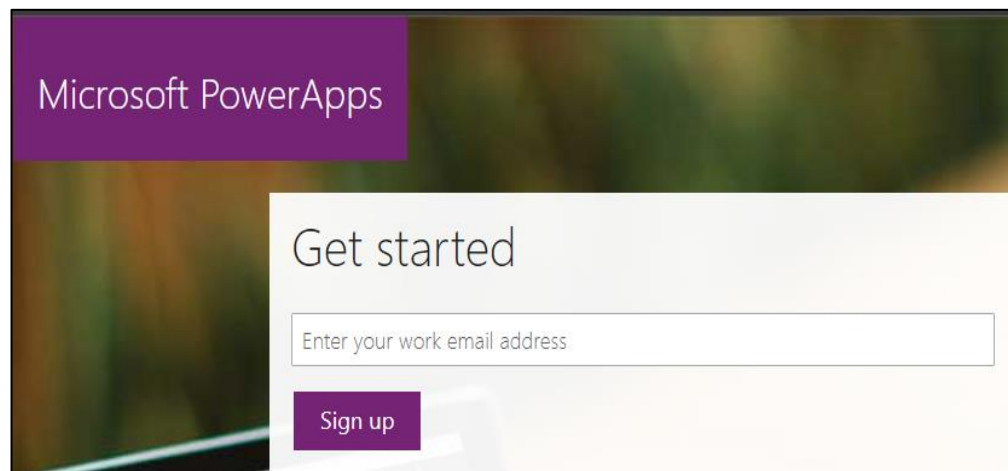 Microsoft PowerApps
Get started
Enter your work email address
Sign up